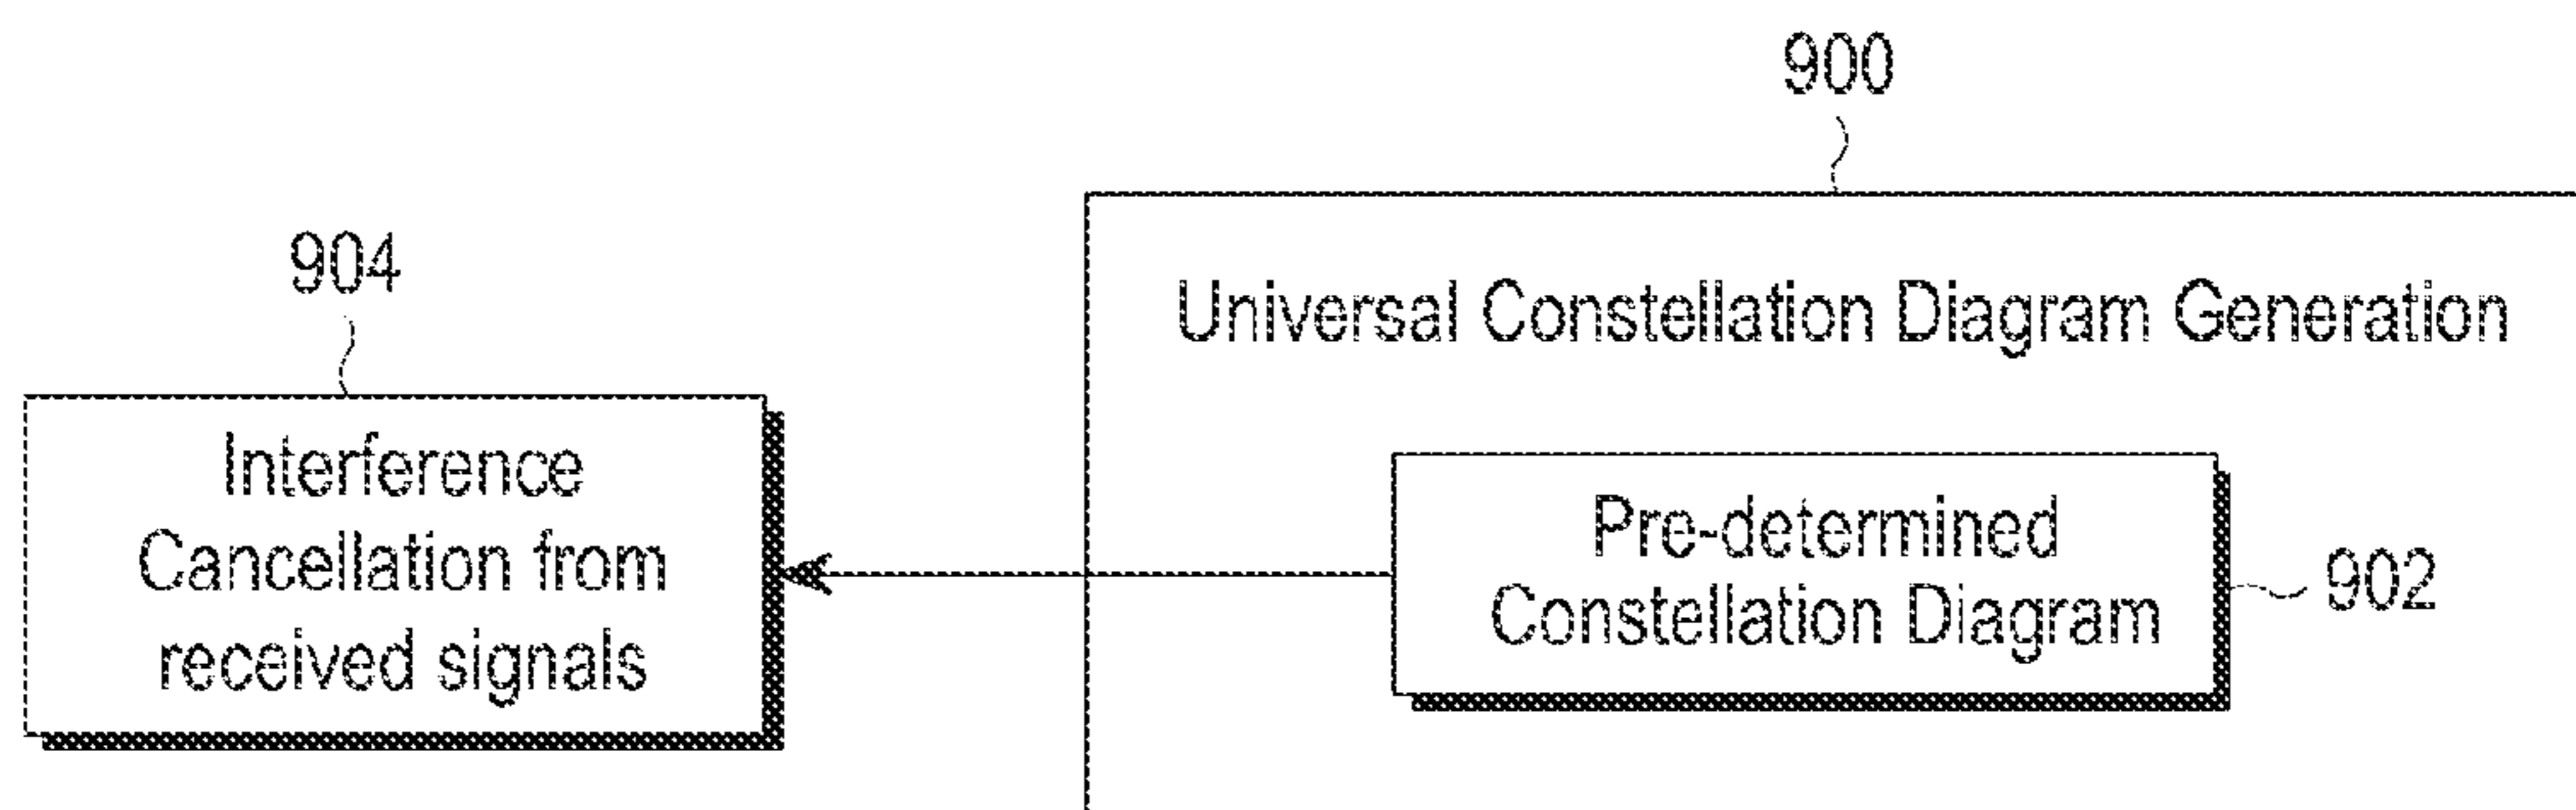 900
904
Universal Constellation Diagram Generation
Interference
Cancellation from
received signals
Pre-determined
Constellation Diagram
902